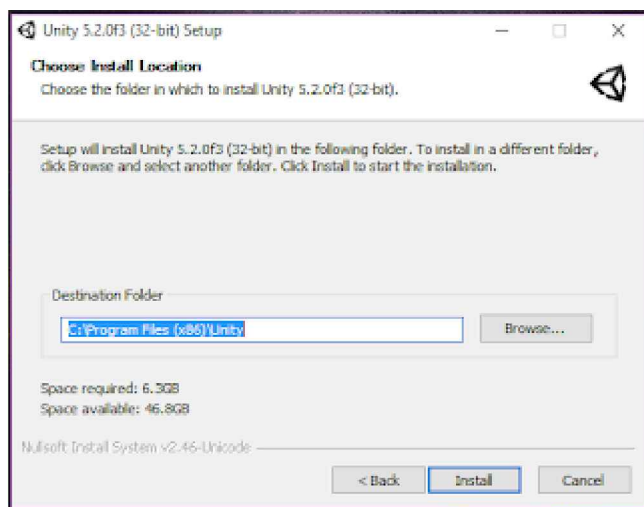 Unity 5.2.0f3 (32-bit) Setup
Choose Install Location
Choose the folder in which to install Unity 5.2.0f3 (32-bit).
Setup will install Unity 5.2.0f3 (32-bit) in the following folder. To install in a different folder,
click Browse and select another folder. Click Install to start the installation.
Destination Folder
C:\Program Files (x86)\Unity
Browse...
Space required: 6.3GB
Space available: 46.8GB
Nullsoft Install System v2.46-Unicode
< Back
Install
Cancel